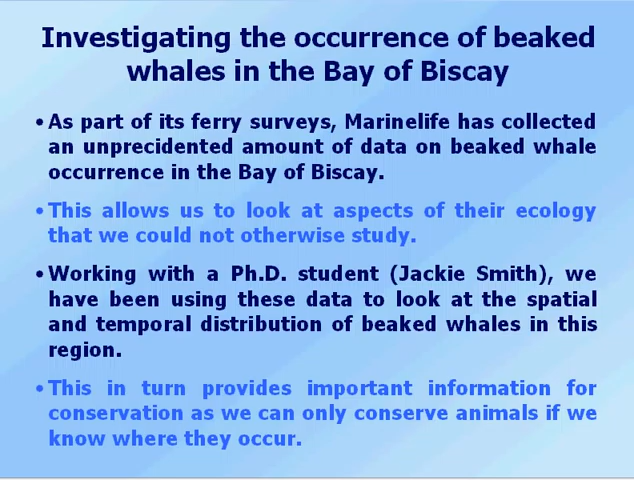 Investigating the occurrence of beaked
whales in the Bay of Biscay
• As part of its ferry surveys, Marinelife has collected
an unprecidented amount of data on beaked whale
occurrence in the Bay of Biscay.
• This allows us to look at aspects of their ecology
that we could not otherwise study.
• Working with a Ph.D. student (Jackie Smith), we
have been using these data to look at the spatial
and temporal distribution of beaked whales in this
region.
• This in turn provides important information for
conservation as we can only conserve animals if we
know where they occur.